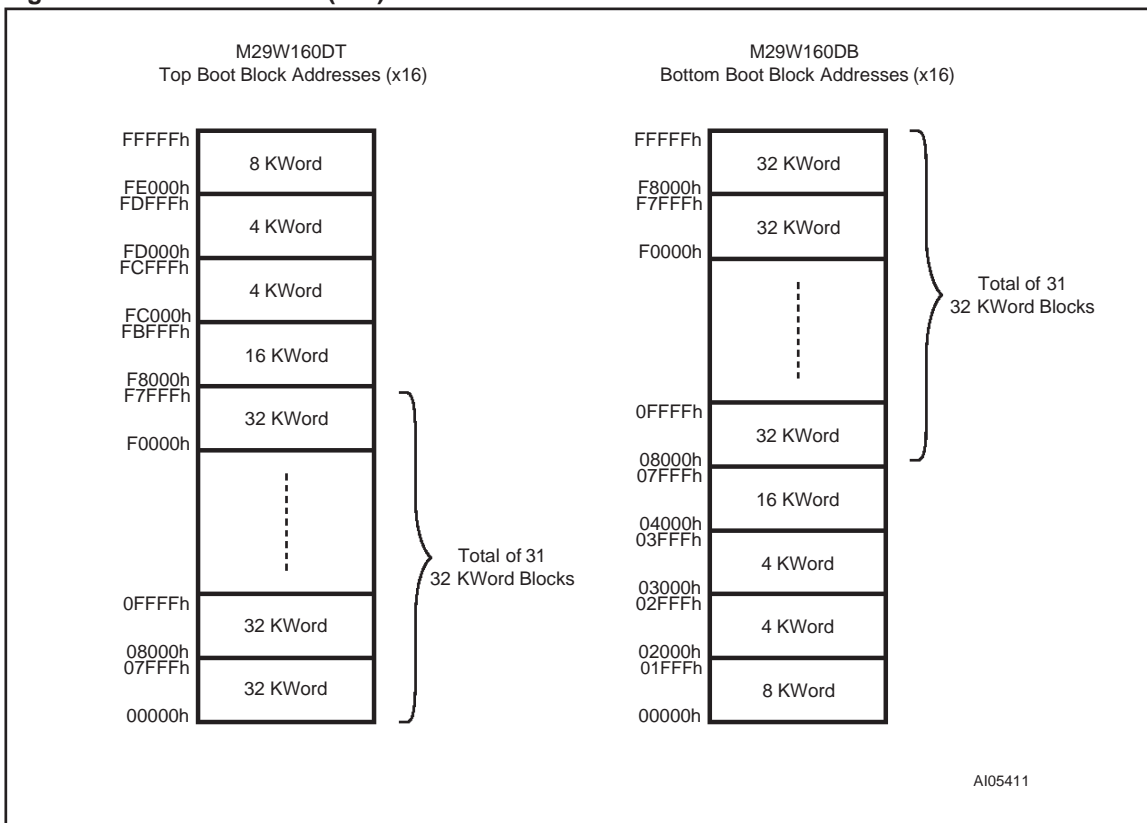 M29W160DT
Top Boot Block Addresses (x16)
FFFFFh
8 KWord
FE000h
FDFFFh
4 KWord
FD000h
FCFFFh
4 KWord
FC000h
FBFFFh
16 KWord
F8000h
F7FFFh
32 KWord
F0000h
Total of 31
32 KWord Blocks
0FFFFh
32 KWord
08000h
07FFFh
32 KWord
00000h
M29W160DB
Bottom Boot Block Addresses (x16)
FFFFFh
32 KWord
F8000h
F7FFFh
32 KWord
F0000h
Total of 31
32 KWord Blocks
0FFFFh
32 KWord
08000h
07FFFh
16 KWord
04000h
03FFFh
4 KWord
03000h
02FFFh
4 KWord
02000h
01FFFh
8 KWord
00000h
AI05411